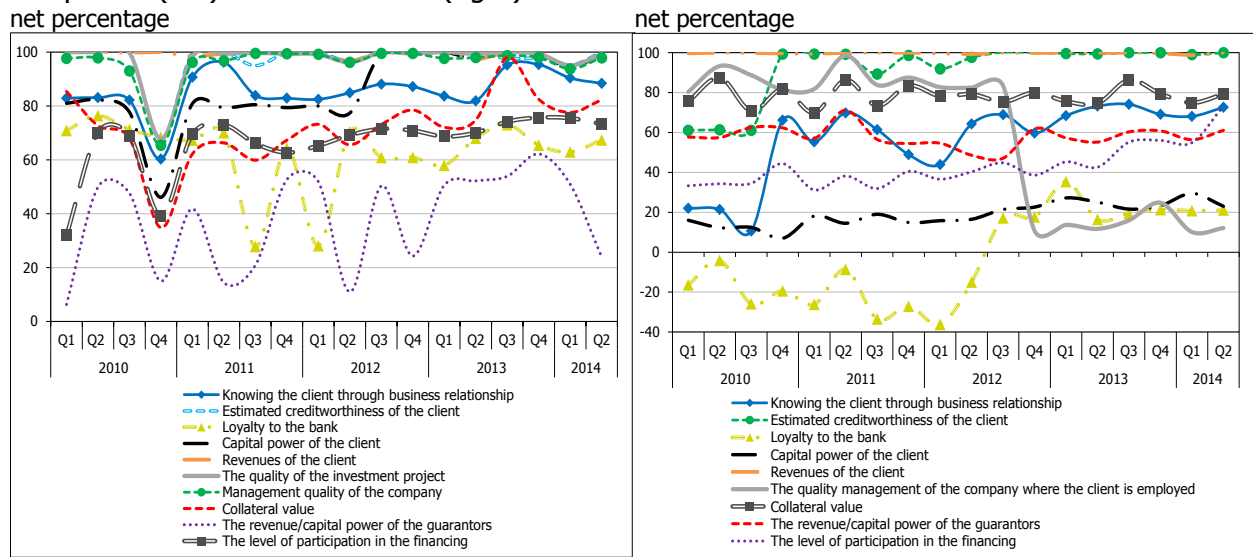 net percentage
100
80
60
40
20
0
Q1 Q2 Q3 Q4 Q1 Q2 Q3 Q4 Q1 Q2 Q3 Q4 Q1 Q2 Q3 Q4 Q1 Q2
2010 2011 2012 2013 2014
Knowing the client through business relationship
Estimated creditworthiness of the client
Loyalty to the bank
Capital power of the client
Revenues of the client
The quality of the investment project
Management quality of the company
Collateral value
The revenue/capital power of the guarantors
The level of participation in the financing
net percentage
100
80
60
40
20
0
-20
-40
Q1 Q2 Q3 Q4 Q1 Q2 Q3 Q4 Q1 Q2 Q3 Q4 Q1 Q2 Q3 Q4 Q1 Q2
2010 2011 2012 2013 2014
Knowing the client through business relationship
Estimated creditworthiness of the client
Loyalty to the bank
Capital power of the client
Revenues of the client
The quality management of the company where the client is employed
Collateral value
The revenue/capital power of the guarantors
The level of participation in the financing